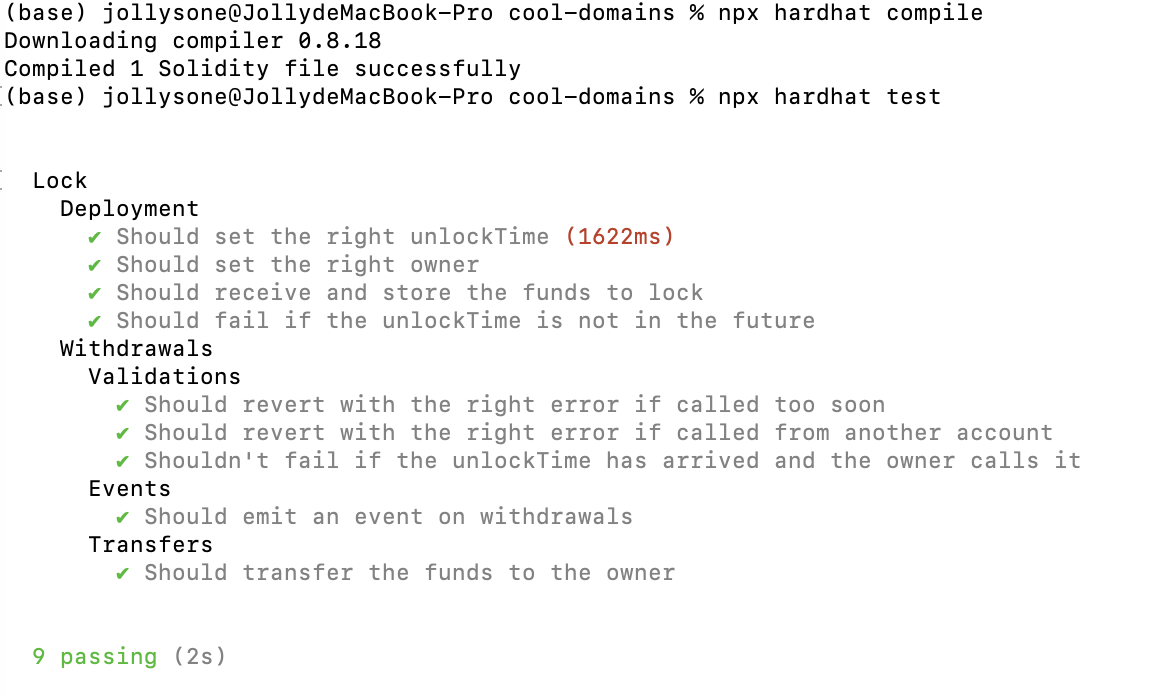 (base) jollysone@JollydeMacBook-Pro cool-domains % npx hardhat compile
Downloading compiler 0.8.18
Compiled 1 Solidity file successfully
(base) jollysone@JollydeMacBook-Pro cool-domains % npx hardhat test
Lock
Deployment
✔ Should set the right unlockTime (1622ms)
✔ Should set the right owner
✔ Should receive and store the funds to lock
✔ Should fail if the unlockTime is not in the future
Withdrawals
Validations
✔ Should revert with the right error if called too soon
✔ Should revert with the right error if called from another account
✔ Shouldn't fail if the unlockTime has arrived and the owner calls it
Events
✔ Should emit an event on withdrawals
Transfers
✔ Should transfer the funds to the owner
9 passing (2s)